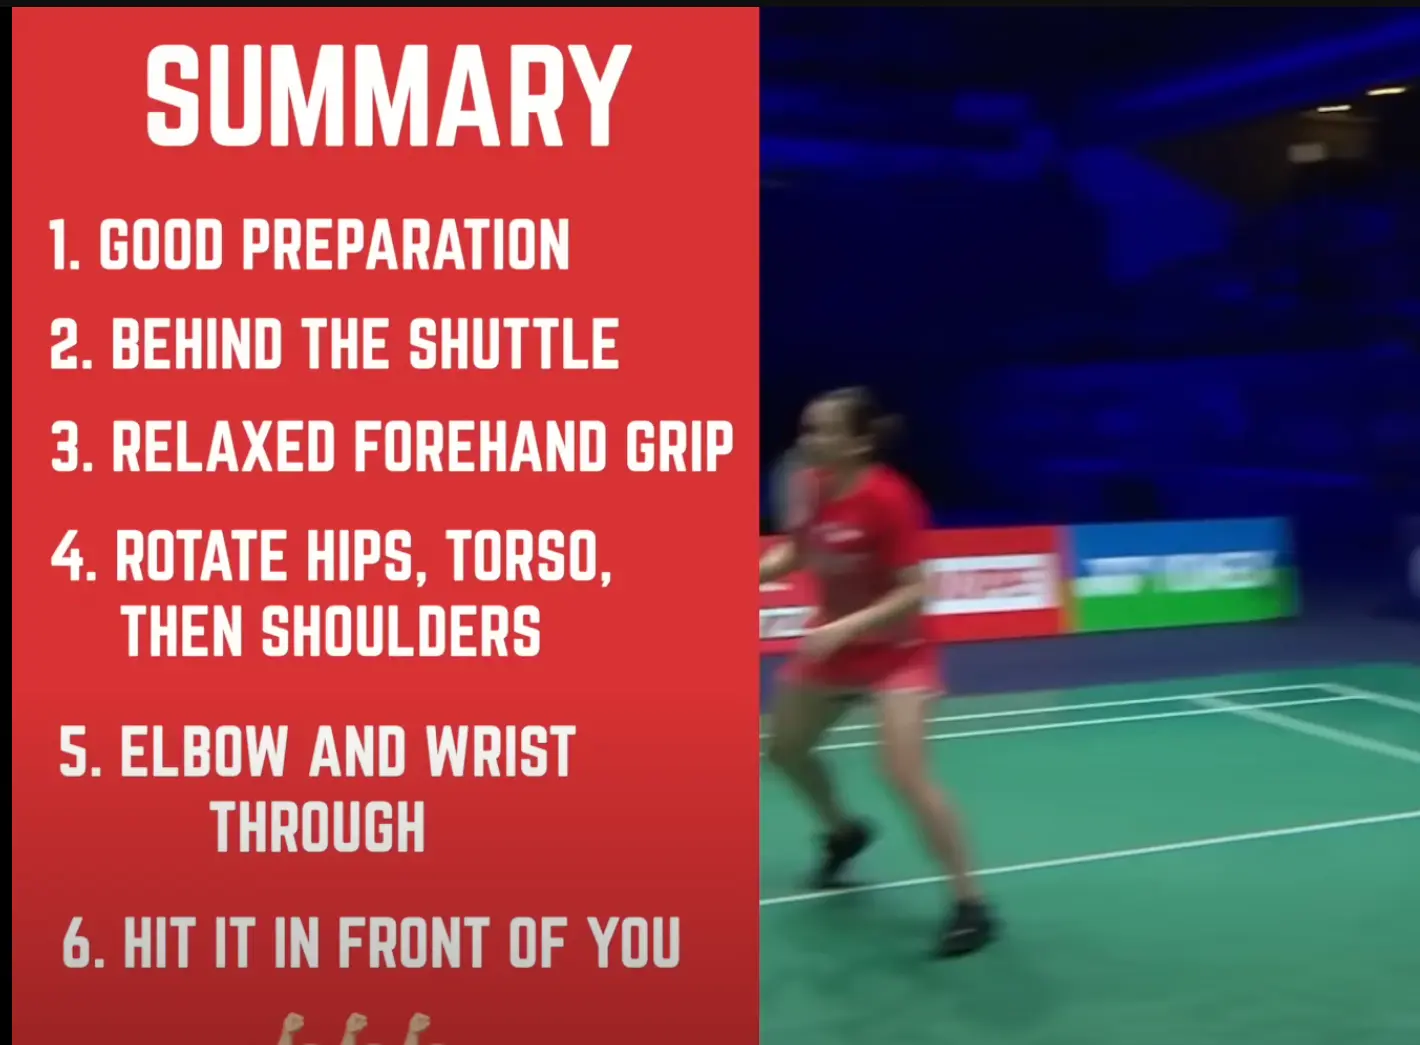 SUMMARY
1. GOOD PREPARATION
2. BEHIND THE SHUTTLE
3. RELAXED FOREHAND GRIP
4. ROTATE HIPS, TORSO,
THEN SHOULDERS
5. ELBOW AND WRIST
THROUGH
6. HIT IT IN FRONT OF YOU